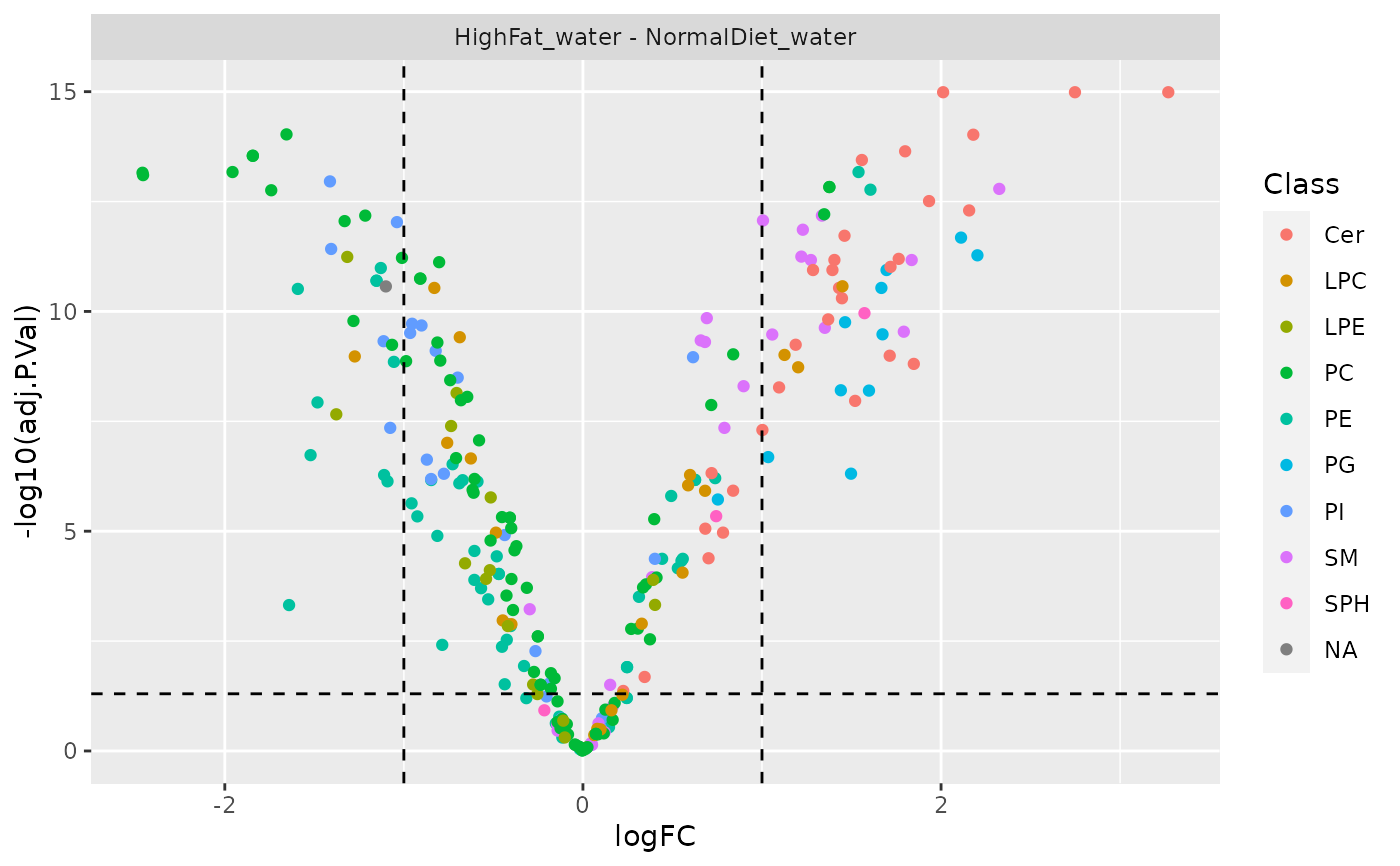 HighFat_water - NormalDiet_water
15
10
5
0
-log10(adj.P.Val)
-2
0
2
logFC
Class
Cer
LPC
LPE
PC
PE
PG
PI
SM
SPH
NA